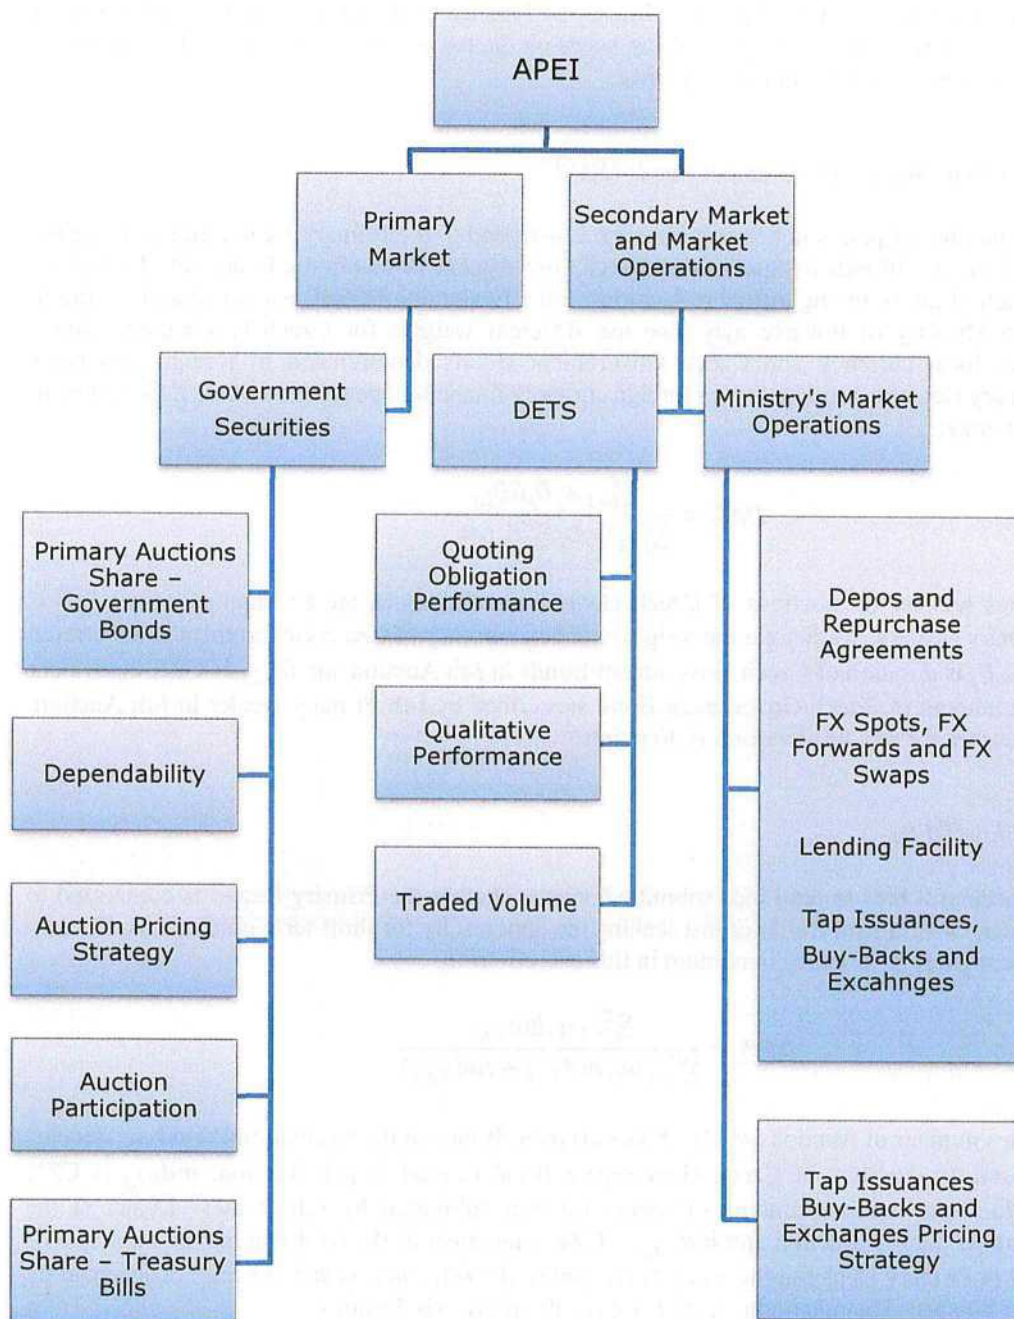 APEI
Primary
Market
Secondary Market
and Market
Operations
Government
Securities
DETS
Ministry's Market
Operations
Primary Auctions
Share –
Government
Bonds
Dependability
Auction Pricing
Strategy
Auction
Participation
Primary Auctions
Share – Treasury
Bills
Quoting
Obligation
Performance
Qualitative
Performance
Traded Volume
Depos and
Repurchase
Agreements
FX Spots, FX
Forwards and FX
Swaps
Lending Facility
Tap Issuances,
Buy-Backs and
Excahnges
Tap Issuances
Buy-Backs and
Exchanges Pricing
Strategy